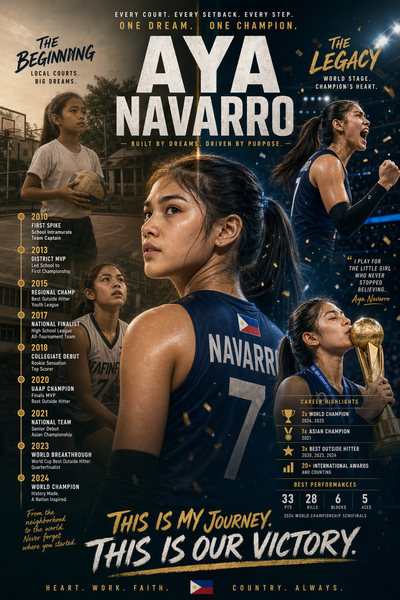 EVERY COURT. EVERY SETBACK. EVERY STEP.
ONE DREAM. ONE CHAMPION.
AYA
NAVARRO
BUILT BY DREAMS. DRIVEN BY PURPOSE.
THE
BEGINNING
LOCAL COURTS.
BIG DREAMS.
THE
LEGACY
WORLD STAGE.
CHAMPION'S HEART.
2010
FIRST SPIKE
School Intramurals
Team Captain
2013
DISTRICT MVP
Led School to
First Championship
2015
REGIONAL CHAMP
Best Outside Hitter
Youth League
2017
NATIONAL FINALIST
High School League
All-Tournament Team
2018
COLLEGIATE DEBUT
Rookie Sensation
Top Scorer
2020
UAAP CHAMPION
Finals MVP
Best Outside Hitter
2021
NATIONAL TEAM
Senior Debut
Asian Championship
2023
WORLD BREAKTHROUGH
World Cup Best Outside Hitter
Quarterfinalist
2024
WORLD CHAMPION
History Made.
A Nation Inspired.
From the
neighborhood
to the world.
Never forget
where you started.
NAVARR
7
"I PLAY FOR
THE LITTLE GIRL
WHO NEVER
STOPPED
BELIEVING.
Aya Navarro
CAREER HIGHLIGHTS
2x WORLD CHAMPION
2024, 2025
1x ASIAN CHAMPION
2021
3x BEST OUTSIDE HITTER
2020, 2023, 2024
20+ INTERNATIONAL AWARDS
AND COUNTING
BEST PERFORMANCES
33 28 6 5
PTS KILLS BLOCKS ACES
2024 WORLD CHAMPIONSHIP SEMIFINALS
THIS IS MY JOURNEY.
THIS IS OUR VICTORY.
HEART. WORK. FAITH. COUNTRY. ALWAYS.